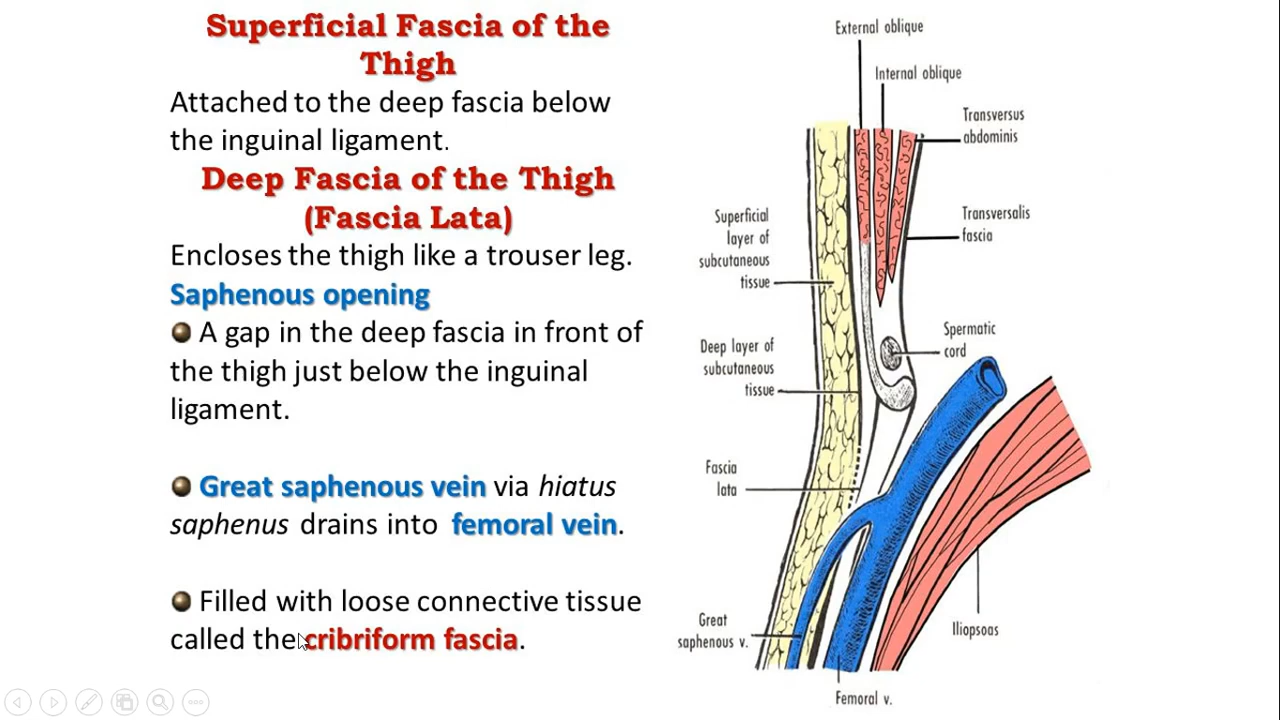 Superficial Fascia of the
Thigh
Attached to the deep fascia below
the inguinal ligament.
Deep Fascia of the Thigh
(Fascia Lata)
Encloses the thigh like a trouser leg.
Saphenous opening
A gap in the deep fascia in front of
the thigh just below the inguinal
ligament.
Great saphenous vein via hiatus
saphenus drains into femoral vein.
Filled with loose connective tissue
called the cribriform fascia.
External oblique
Internal oblique
Transversus
abdominis
Superficial
layer of
subcutaneous
tissue
Transversalis
fascia
Deep layer of
subcutaneous
tissue
Spermatic
cord
Fascia
lata
Great
saphenous v.
Iliopsoas
Femoral v.